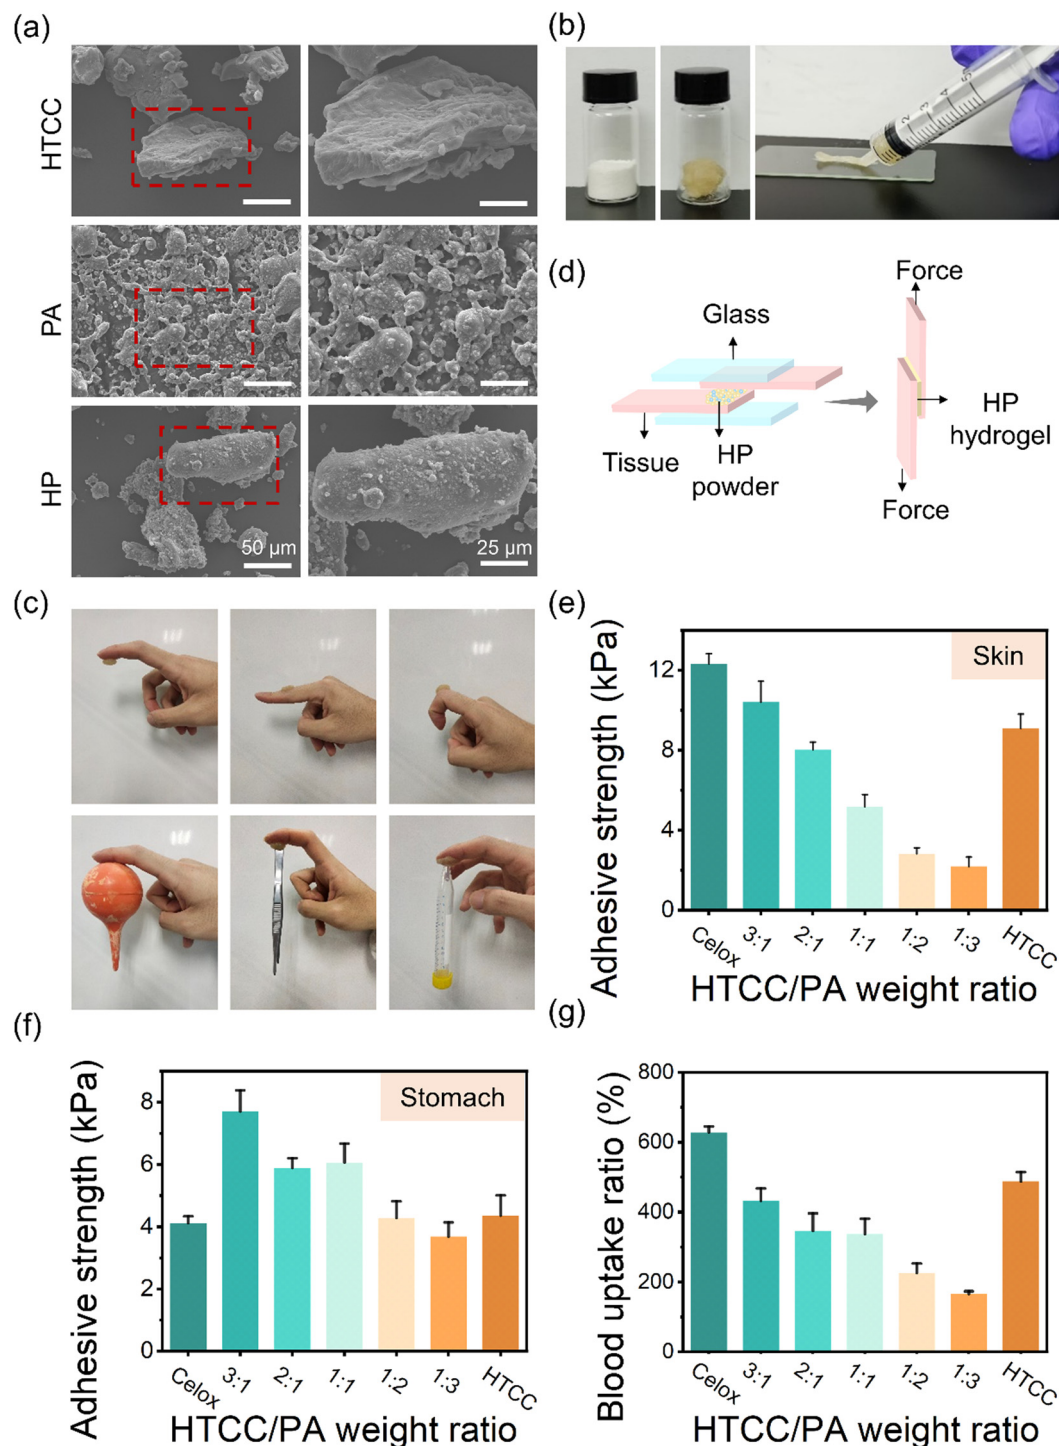 (a)
HTCC
PA
HP
50 μm
25 μm
(b)
(d)
Glass
Tissue
HP
powder
Force
HP
hydrogel
Force
(c)
(e)
Adhesive strength (kPa)
12
8
4
0
Skin
Celox
3:1
2:1
1:1
1:2
1:3
HTCC
HTCC/PA weight ratio
(f)
Adhesive strength (kPa)
8
6
4
2
0
Stomach
Celox
3:1
2:1
1:1
1:2
1:3
HTCC
HTCC/PA weight ratio
(g)
Blood uptake ratio (%)
800
600
400
200
0
Celox
3:1
2:1
1:1
1:2
1:3
HTCC
HTCC/PA weight ratio